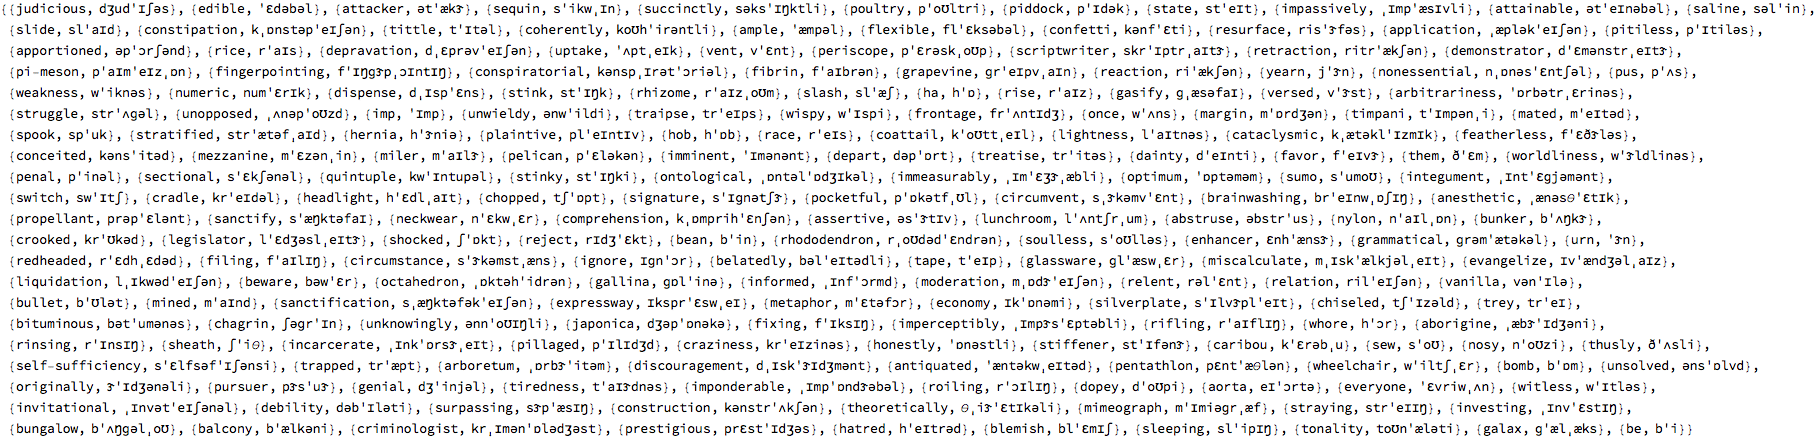 {{judicious, dʒud'ɪʃəs}, {edible, 'ɛdəbəl}, {attacker, ət'ækɝ}, {sequin, s'ikwˌɪn}, {succinctly, səks'ɪŋktli}, {poultry, p'oʊltri}, {piddock, p'ɪdək}, {state, st'eɪt}, {impassively, ˌɪmp'æsɪvli}, {attainable, ət'eɪnəbəl}, {saline, səl'in},
{slide, sl'aɪd}, {constipation, kˌɒnstəp'eɪʃən}, {tittle, t'ɪtəl}, {coherently, koʊh'irəntli}, {ample, 'æmpəl}, {flexible, fl'ɛksəbəl}, {confetti, kənf'ɛti}, {resurface, ris'ɝfəs}, {application, ˌæplək'eɪʃən}, {pitiless, p'ɪtiləs},
{apportioned, əp'ɔrʃənd}, {rice, r'aɪs}, {depravation, dˌɛprəv'eɪʃən}, {uptake, 'ʌptˌeɪk}, {vent, v'ɛnt}, {periscope, p'ɛrəskˌoʊp}, {scriptwriter, skr'ɪptrˌaɪtɝ}, {retraction, ritr'ækʃən}, {demonstrator, d'ɛmənstrˌeɪtɝ},
{pi-meson, p'aɪm'eɪzˌɒn}, {fingerpointing, f'ɪŋgɝpˌɔɪntɪŋ}, {conspiratorial, kənspˌɪrət'ɔriəl}, {fibrin, f'aɪbrən}, {grapevine, gr'eɪpvˌaɪn}, {reaction, ri'ækʃən}, {yearn, j'ɝn}, {nonessential, nˌɒnəs'ɛntʃəl}, {pus, p'ʌs},
{weakness, w'iknəs}, {numeric, num'ɛrɪk}, {dispense, dˌɪsp'ɛns}, {stink, st'ɪŋk}, {rhizome, r'aɪzˌoʊm}, {slash, sl'æʃ}, {ha, h'ɒ}, {rise, r'aɪz}, {gasify, gˌæsəfaɪ}, {versed, v'ɝst}, {arbitrariness, 'ɒrbətrˌɛrinəs},
{struggle, str'ʌgəl}, {unopposed, ˌʌnəp'oʊzd}, {imp, 'ɪmp}, {unwieldy, ənw'ildi}, {traipse, tr'eɪps}, {wispy, w'ɪspi}, {frontage, fr'ʌntɪdʒ}, {once, w'ʌns}, {margin, m'ɒrdʒən}, {timpani, t'ɪmpənˌi}, {mated, m'eɪtəd},
{spook, sp'uk}, {stratified, str'ætəfˌaɪd}, {hernia, h'ɝniə}, {plaintive, pl'eɪntɪv}, {hob, h'ɒb}, {race, r'eɪs}, {coattail, k'oʊttˌeɪl}, {lightness, l'aɪtnəs}, {cataclysmic, kˌætəkl'ɪzmɪk}, {featherless, f'ɛðɝləs},
{conceited, kəns'itəd}, {mezzanine, m'ɛzənˌin}, {miler, m'aɪlɝ}, {pelican, p'ɛləkən}, {imminent, 'ɪmənənt}, {depart, dəp'ɒrt}, {treatise, tr'itəs}, {dainty, d'eɪnti}, {favor, f'eɪvɝ}, {them, ð'ɛm}, {worldliness, w'ɝldlinəs},
{penal, p'inəl}, {sectional, s'ɛkʃənəl}, {quintuple, kw'ɪntupəl}, {stinky, st'ɪŋki}, {ontological, ˌɒntəl'ɒdʒɪkəl}, {immeasurably, ˌɪm'ɛʒɝˌæbli}, {optimum, 'ɒptəməm}, {sumo, s'umoʊ}, {integument, ˌɪnt'ɛgjəmənt},
{switch, sw'ɪtʃ}, {cradle, kr'eɪdəl}, {headlight, h'ɛdlˌaɪt}, {chopped, tʃ'ɒpt}, {signature, s'ɪgnətʃɝ}, {pocketful, p'ɒkətfˌʊl}, {circumvent, sˌɝkəmv'ɛnt}, {brainwashing, br'eɪnwˌɒʃɪŋ}, {anesthetic, ˌænəsθ'ɛtɪk},
{propellant, prəp'ɛlənt}, {sanctify, s'æŋktəfaɪ}, {neckwear, n'ɛkwˌɛr}, {comprehension, kˌɒmprih'ɛnʃən}, {assertive, əs'ɝtɪv}, {lunchroom, l'ʌntʃrˌum}, {abstruse, əbstr'us}, {nylon, n'aɪlˌɒn}, {bunker, b'ʌŋkɝ},
{crooked, kr'ʊkəd}, {legislator, l'ɛdʒəslˌeɪtɝ}, {shocked, ʃ'ɒkt}, {reject, rɪdʒ'ɛkt}, {bean, b'in}, {rhododendron, rˌoʊdəd'ɛndrən}, {soulless, s'oʊlləs}, {enhancer, ɛnh'ænsɝ}, {grammatical, grəm'ætəkəl}, {urn, 'ɝn},
{redheaded, r'ɛdhˌɛdəd}, {filing, f'aɪlɪŋ}, {circumstance, s'ɝkəmstˌæns}, {ignore, ɪgn'ɔr}, {belatedly, bəl'eɪtədli}, {tape, t'eɪp}, {glassware, gl'æswˌɛr}, {miscalculate, mˌɪsk'ælkjəlˌeɪt}, {evangelize, ɪv'ændʒəlˌaɪz},
{liquidation, lˌɪkwəd'eɪʃən}, {beware, bəw'ɛr}, {octahedron, ˌɒktəh'idrən}, {gallina, gɒl'inə}, {informed, ˌɪnf'ɔrmd}, {moderation, mˌɒdɝ'eɪʃən}, {relent, rəl'ɛnt}, {relation, ril'eɪʃən}, {vanilla, vən'ɪlə},
{bullet, b'ʊlət}, {mined, m'aɪnd}, {sanctification, sˌæŋktəfək'eɪʃən}, {expressway, ɪkspr'ɛswˌeɪ}, {metaphor, m'ɛtəfɔr}, {economy, ɪk'ɒnəmi}, {silverplate, s'ɪlvɝpl'eɪt}, {chiseled, tʃ'ɪzəld}, {trey, tr'eɪ},
{bituminous, bət'umənəs}, {chagrin, ʃəgr'ɪn}, {unknowingly, ənn'oʊɪŋli}, {japonica, dʒəp'ɒnəkə}, {fixing, f'ɪksɪŋ}, {imperceptibly, ˌɪmpɝs'ɛptəbli}, {rifling, r'aɪflɪŋ}, {whore, h'ɔr}, {aborigine, ˌæbɝ'ɪdʒəni},
{rinsing, r'ɪnsɪŋ}, {sheath, ʃ'iθ}, {incarcerate, ˌɪnk'ɒrsɝˌeɪt}, {pillaged, p'ɪlɪdʒd}, {craziness, kr'eɪzinəs}, {honestly, 'ɒnəstli}, {stiffener, st'ɪfənɝ}, {caribou, k'ɛrəbˌu}, {sew, s'oʊ}, {nosy, n'oʊzi}, {thusly, ð'ʌsli},
{self-sufficiency, s'ɛlfsəf'ɪʃənsi}, {trapped, tr'æpt}, {arboretum, ˌɒrbɝ'itəm}, {discouragement, dˌɪsk'ɝɪdʒmənt}, {antiquated, 'æntəkwˌeɪtəd}, {pentathlon, pɛnt'æθlən}, {wheelchair, w'iltʃˌɛr}, {bomb, b'ɒm}, {unsolved, əns'ɒlvd},
{originally, ɝ'ɪdʒənəli}, {pursuer, pɝs'uɝ}, {genial, dʒ'injəl}, {tiredness, t'aɪɝdnəs}, {imponderable, ˌɪmp'ɒndɝəbəl}, {roiling, r'ɔɪlɪŋ}, {dopey, d'oʊpi}, {aorta, eɪ'ɔrtə}, {everyone, 'ɛvriwˌʌn}, {witless, w'ɪtləs},
{invitational, ˌɪnvət'eɪʃənəl}, {debility, dəb'ɪləti}, {surpassing, sɝp'æsɪŋ}, {construction, kənstr'ʌkʃən}, {theoretically, θˌiɝ'ɛtɪkəli}, {mimeograph, m'ɪmiəgrˌæf}, {straying, str'eɪɪŋ}, {investing, ˌɪnv'ɛstɪŋ},
{bungalow, b'ʌŋgəlˌoʊ}, {balcony, b'ælkəni}, {criminologist, krˌɪmən'ɒlədʒəst}, {prestigious, prɛst'ɪdʒəs}, {hatred, h'eɪtrəd}, {blemish, bl'ɛmɪʃ}, {sleeping, sl'ipɪŋ}, {tonality, toʊn'æləti}, {galax, g'ælˌæks}, {be, b'i}}